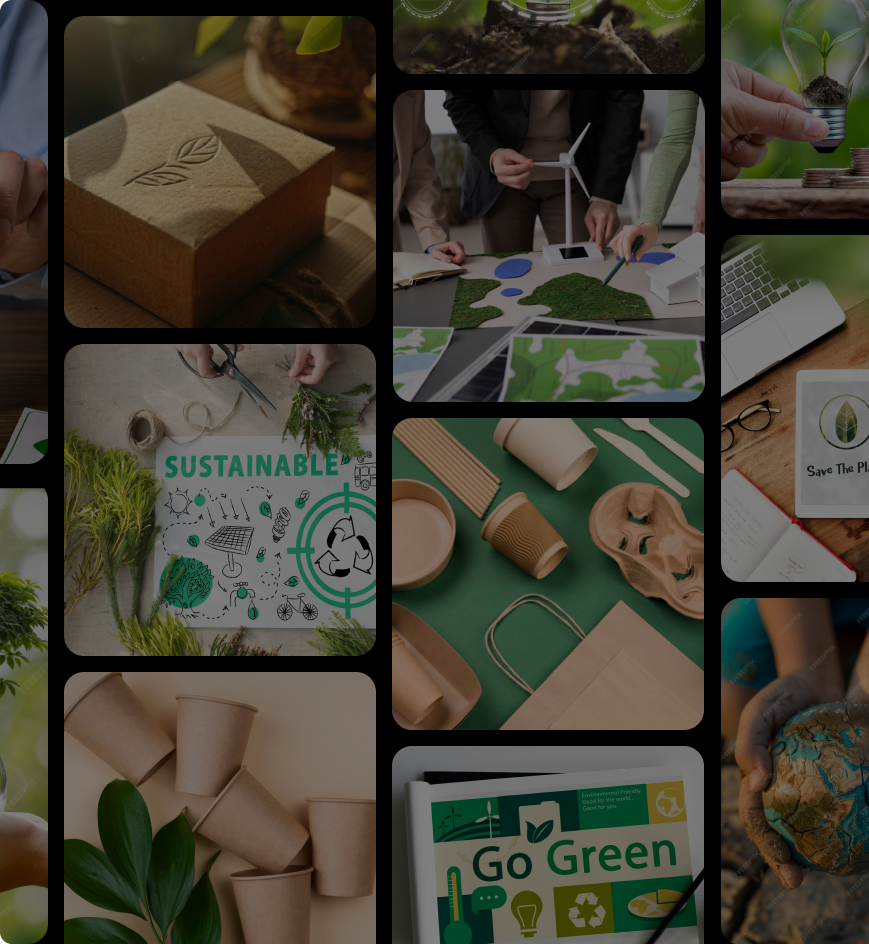 SUSTAINABLE
Save The Pl
Environmental Friendly.
Good for the world.
Good for you.
Go Green